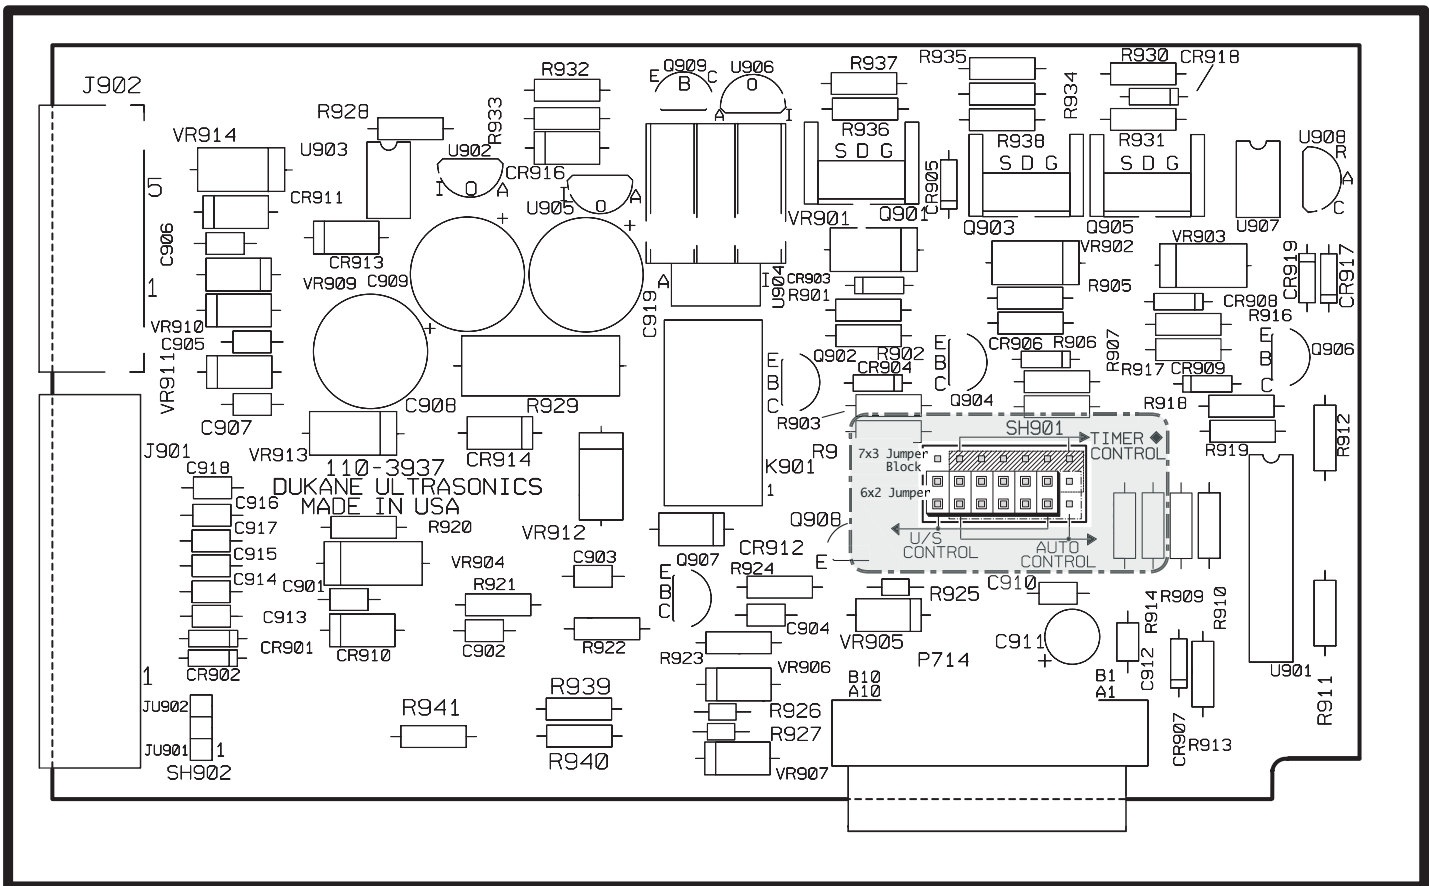 J902
R932
Q909
U906
R937
R935
R930
CR918
E
B
C
O
A
I
R928
R933
R934
VR914
U903
U902
CR916
R936
R938
R931
U908
R
A
C
5
I
O
A
I
O
A
U905
S D G
S D G
S D G
CR905
CR911
VR901
Q901
Q903
Q905
U907
C906
+
+
CR913
VR902
VR903
CR919
CR917
1
VR909
C909
C919
A
I
U904
CR903
R901
R905
CR908
R916
VR910
C905
+
VR911
Q902
R902
CR904
CR906
R906
R907
R917
CR909
Q906
E
B
C
E
B
C
E
B
C
C908
R929
R903
Q904
R918
C907
J901
VR913
CR914
R9
SH901
TIMER
CONTROL
R919
R912
7x3 Jumper
Block
6x2 Jumper
K901
1
110-3937
DUKANE ULTRASONICS
MADE IN USA
C918
C916
C917
C915
C914
C913
R920
VR912
Q908
E
U/S
CONTROL
AUTO
CONTROL
Q907
CR912
C903
VR904
C901
R921
R924
C910
R925
R909
R910
R914
E
B
C
CR901
CR910
C902
R922
C904
VR905
C911
+
C912
U901
CR902
R923
VR906
P714
B10
A10
B1
A1
1
JU902
JU901
1
SH902
R941
R939
R940
R926
R927
VR907
CR907
R913
R911